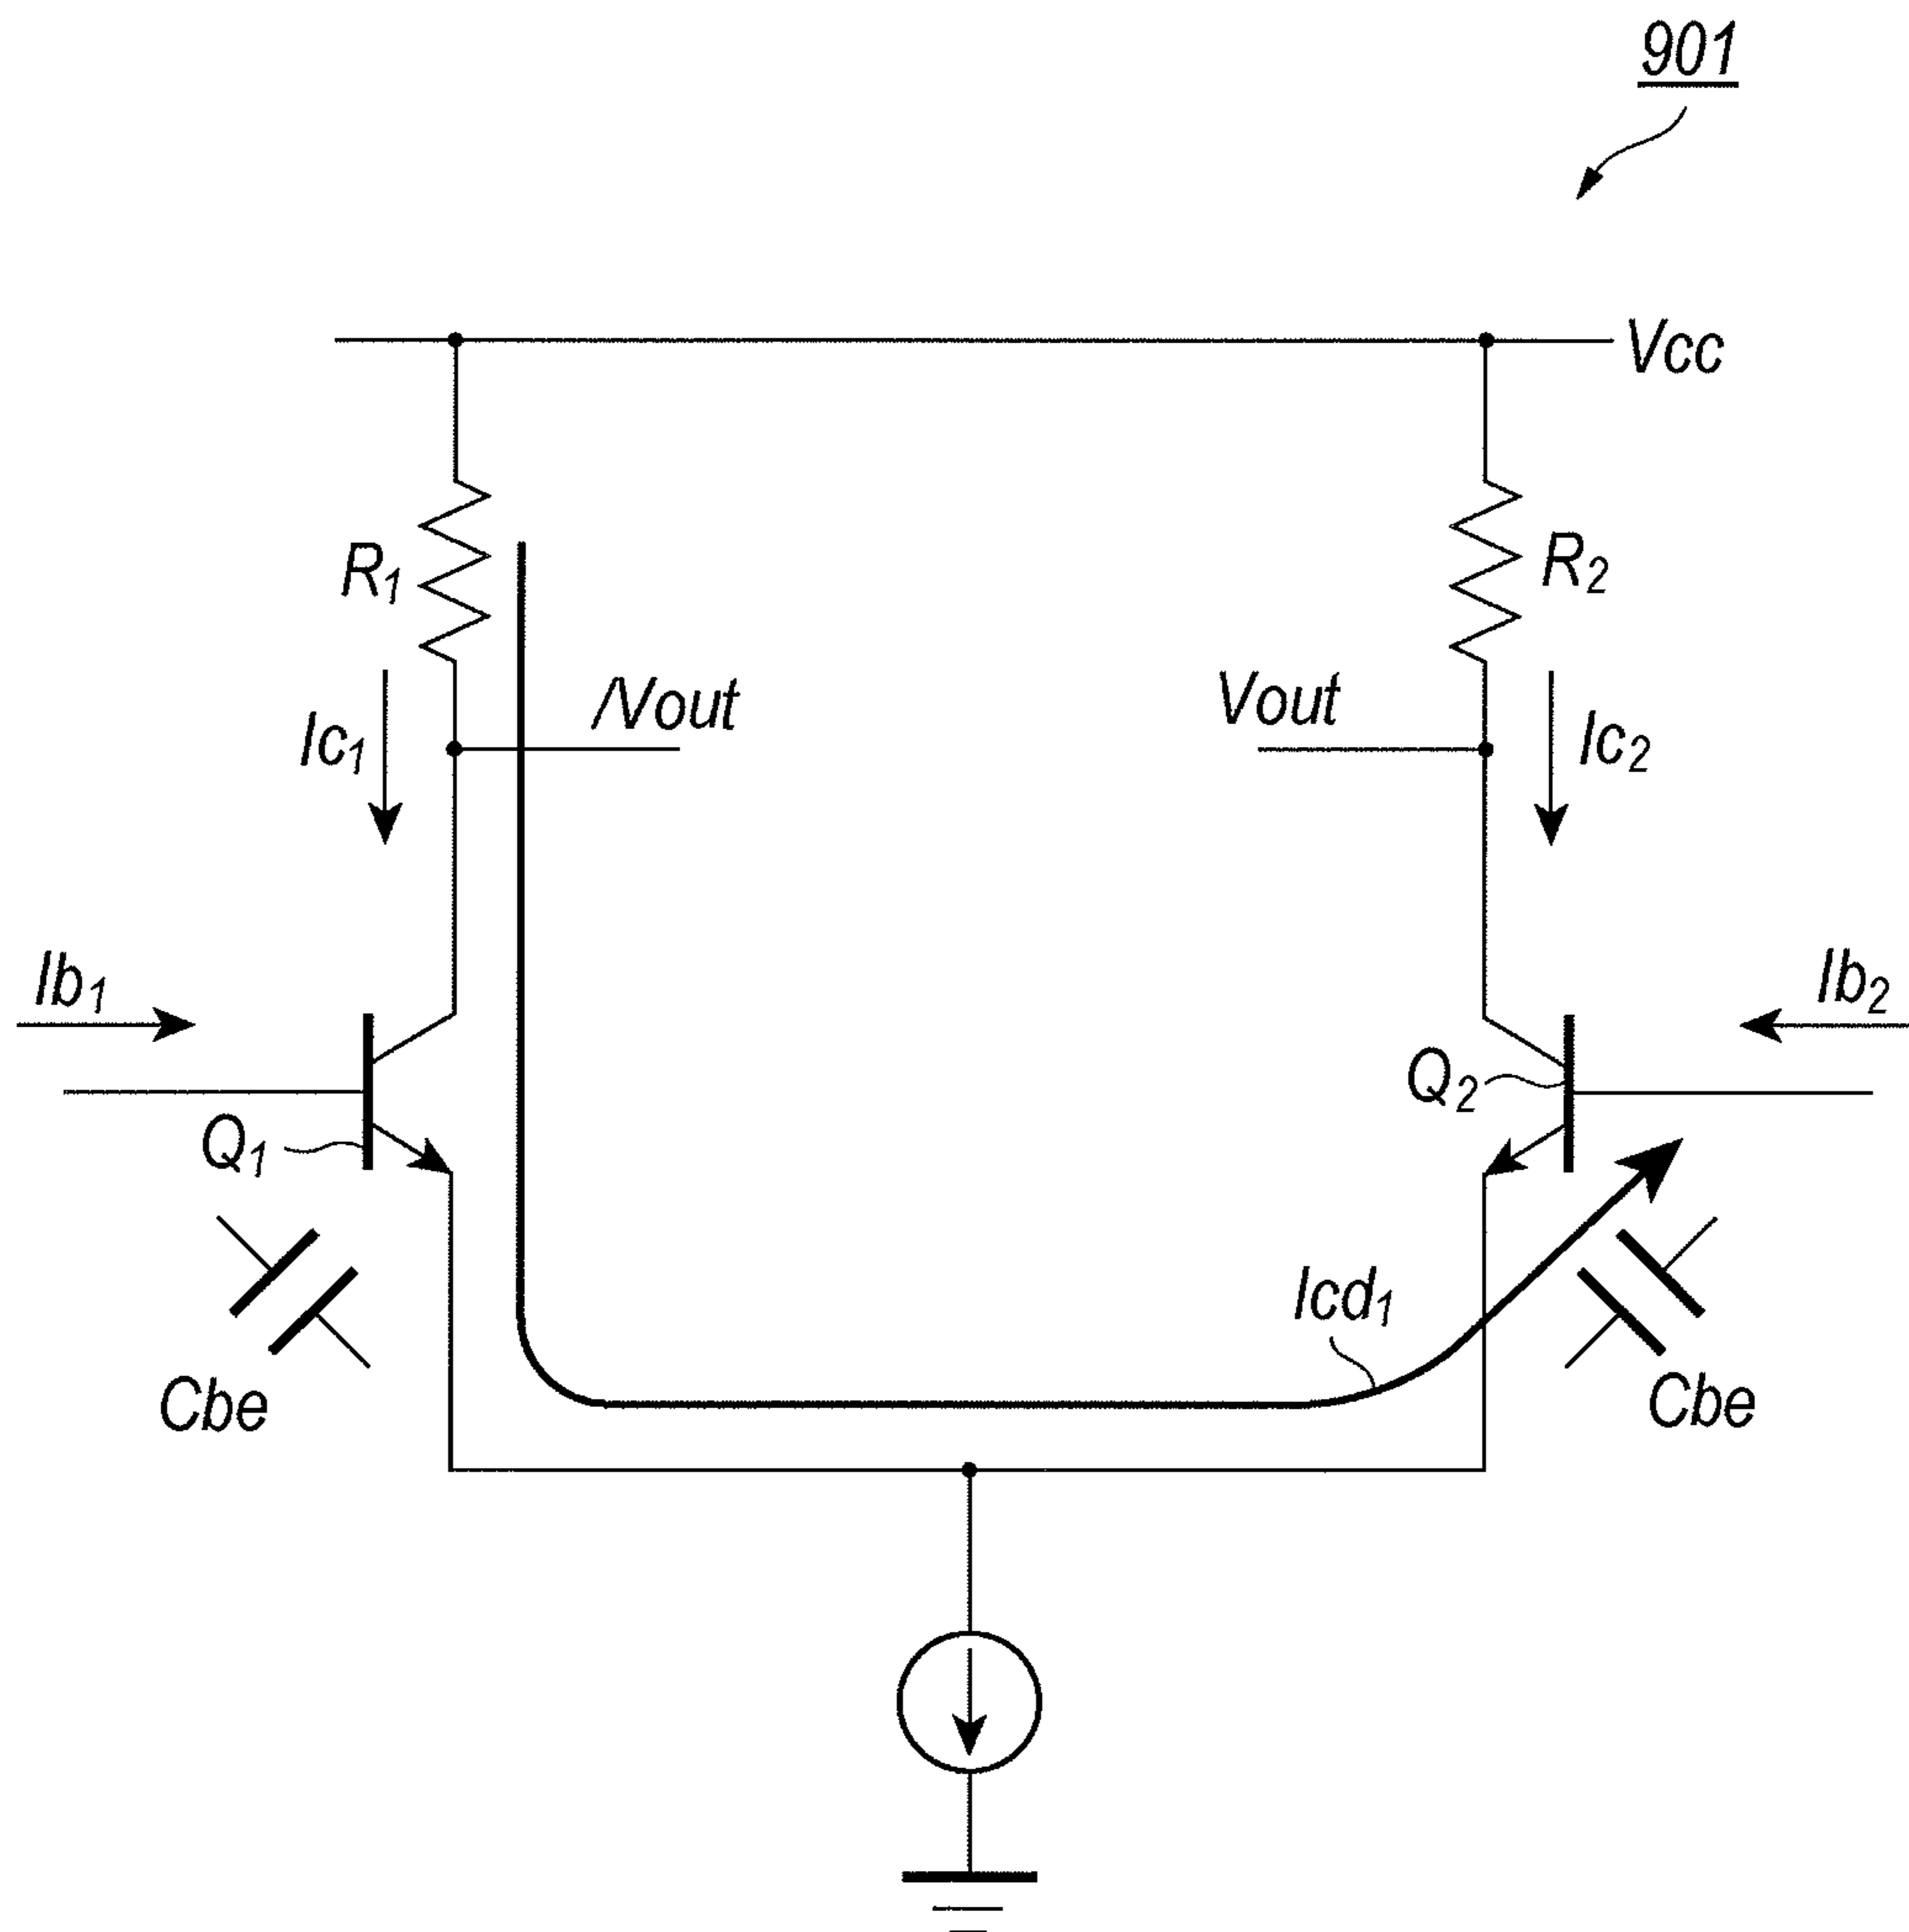 901
Vcc
R1
R2
/Vout
Vout
Ic1
Ic2
Ib1
Ib2
Q1
Q2
Icd1
Cbe
Cbe